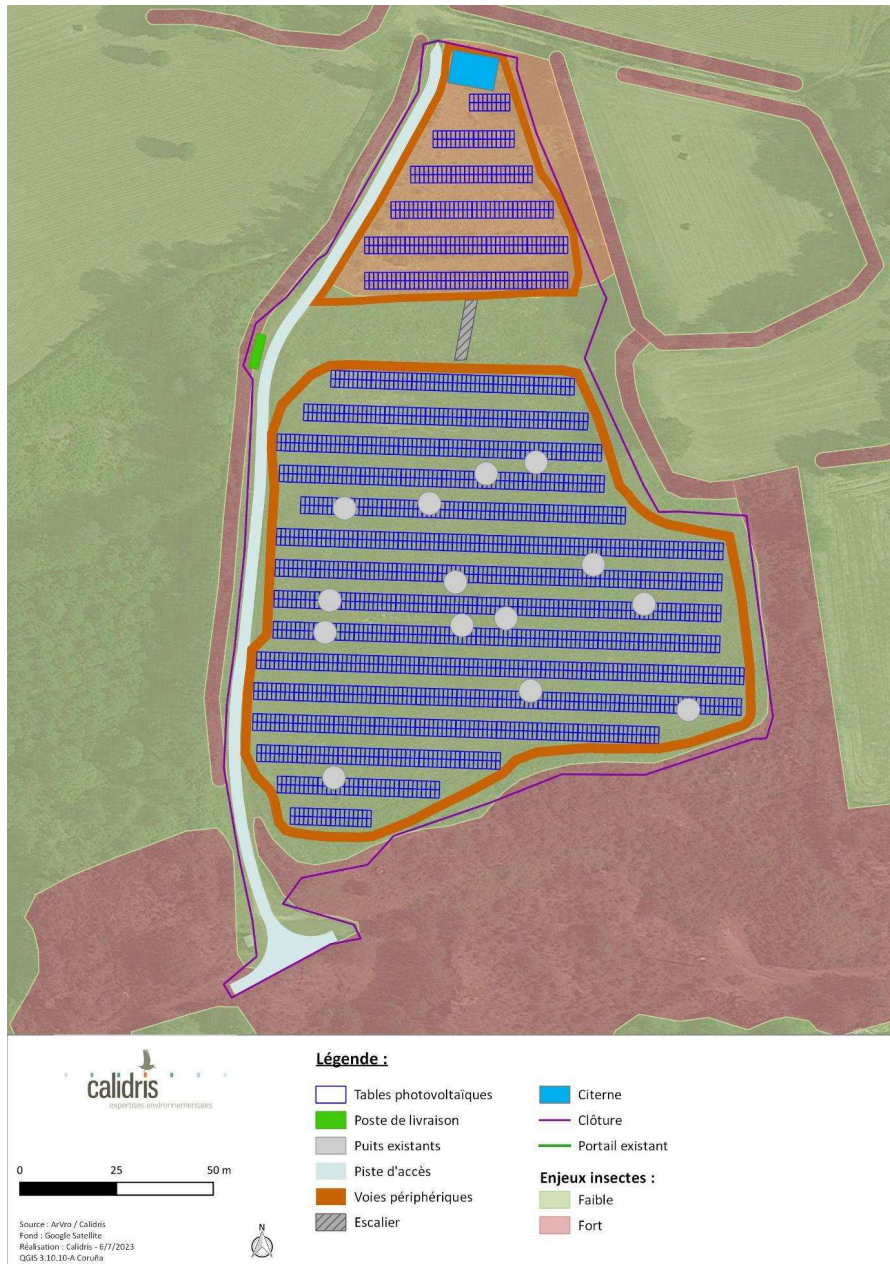 calidris
expertises environnementales
0 25 50 m
Source : ArVro / Calidris
Fond : Google Satellite
Réalisation : Calidris - 6/7/2023
QGIS 3.10.10-A Coruña
N
Légende :
Tables photovoltaïques
Poste de livraison
Puits existants
Piste d'accès
Voies périphériques
Escalier
Citerne
Clôture
Portail existant
Enjeux insectes :
Faible
Fort